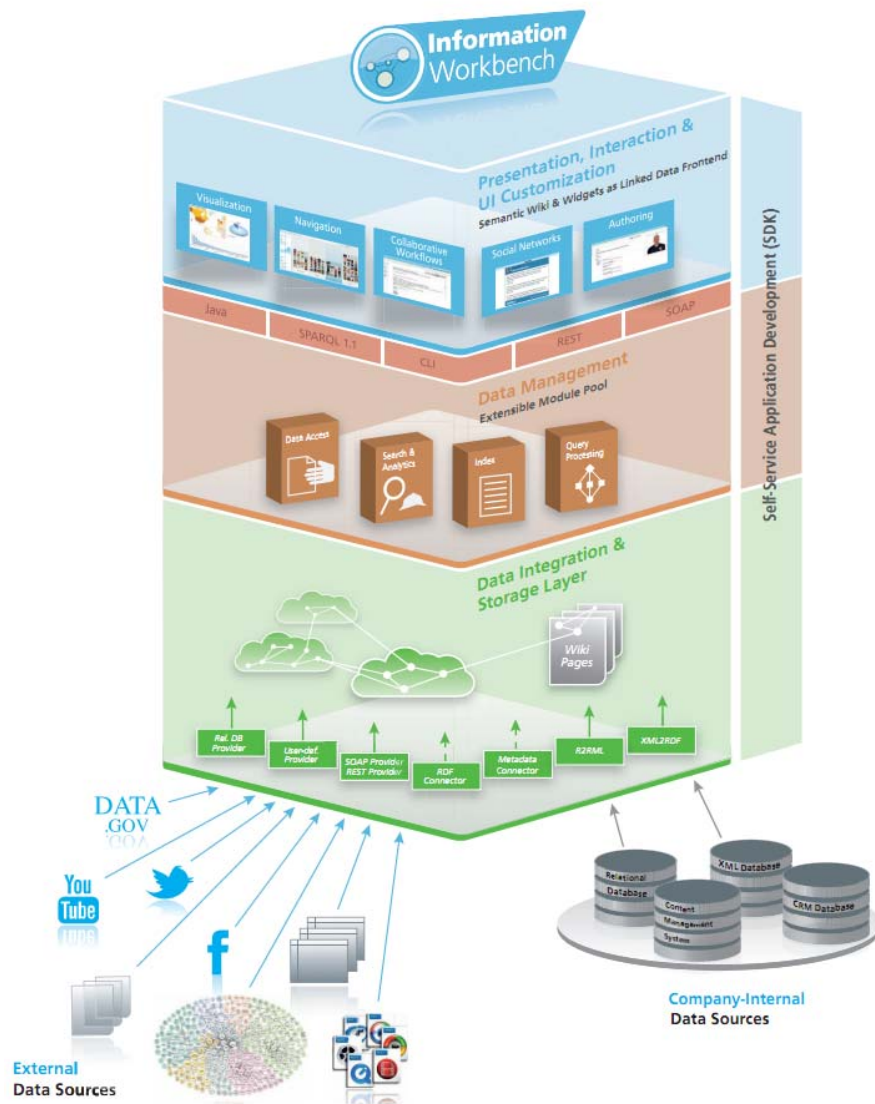 Information
Workbench
Presentation, Interaction &
UI Customization
Semantic Wiki & Widgets as Linked Data Frontend
Visualization
Navigation
Collaborative
Workflows
Social Networks
Authoring
Java
SPARQL 1.1
CLI
REST
SOAP
Data Management
Extensible Module Pool
Data Access
Search &
Analytics
Index
Query
Processing
Data Integration &
Storage Layer
Wiki
Pages
Rel. DB
Provider
User-def.
Provider
SOAP Provider
REST Provider
RDF
Connector
Metadata
Connector
R2RML
XML2RDF
Self-Service Application Development (SDK)
DATA
.GOV
You
Tube
f
Relational
Database
XML Database
Content
Management
System
CRM Database
Company-Internal
Data Sources
External
Data Sources